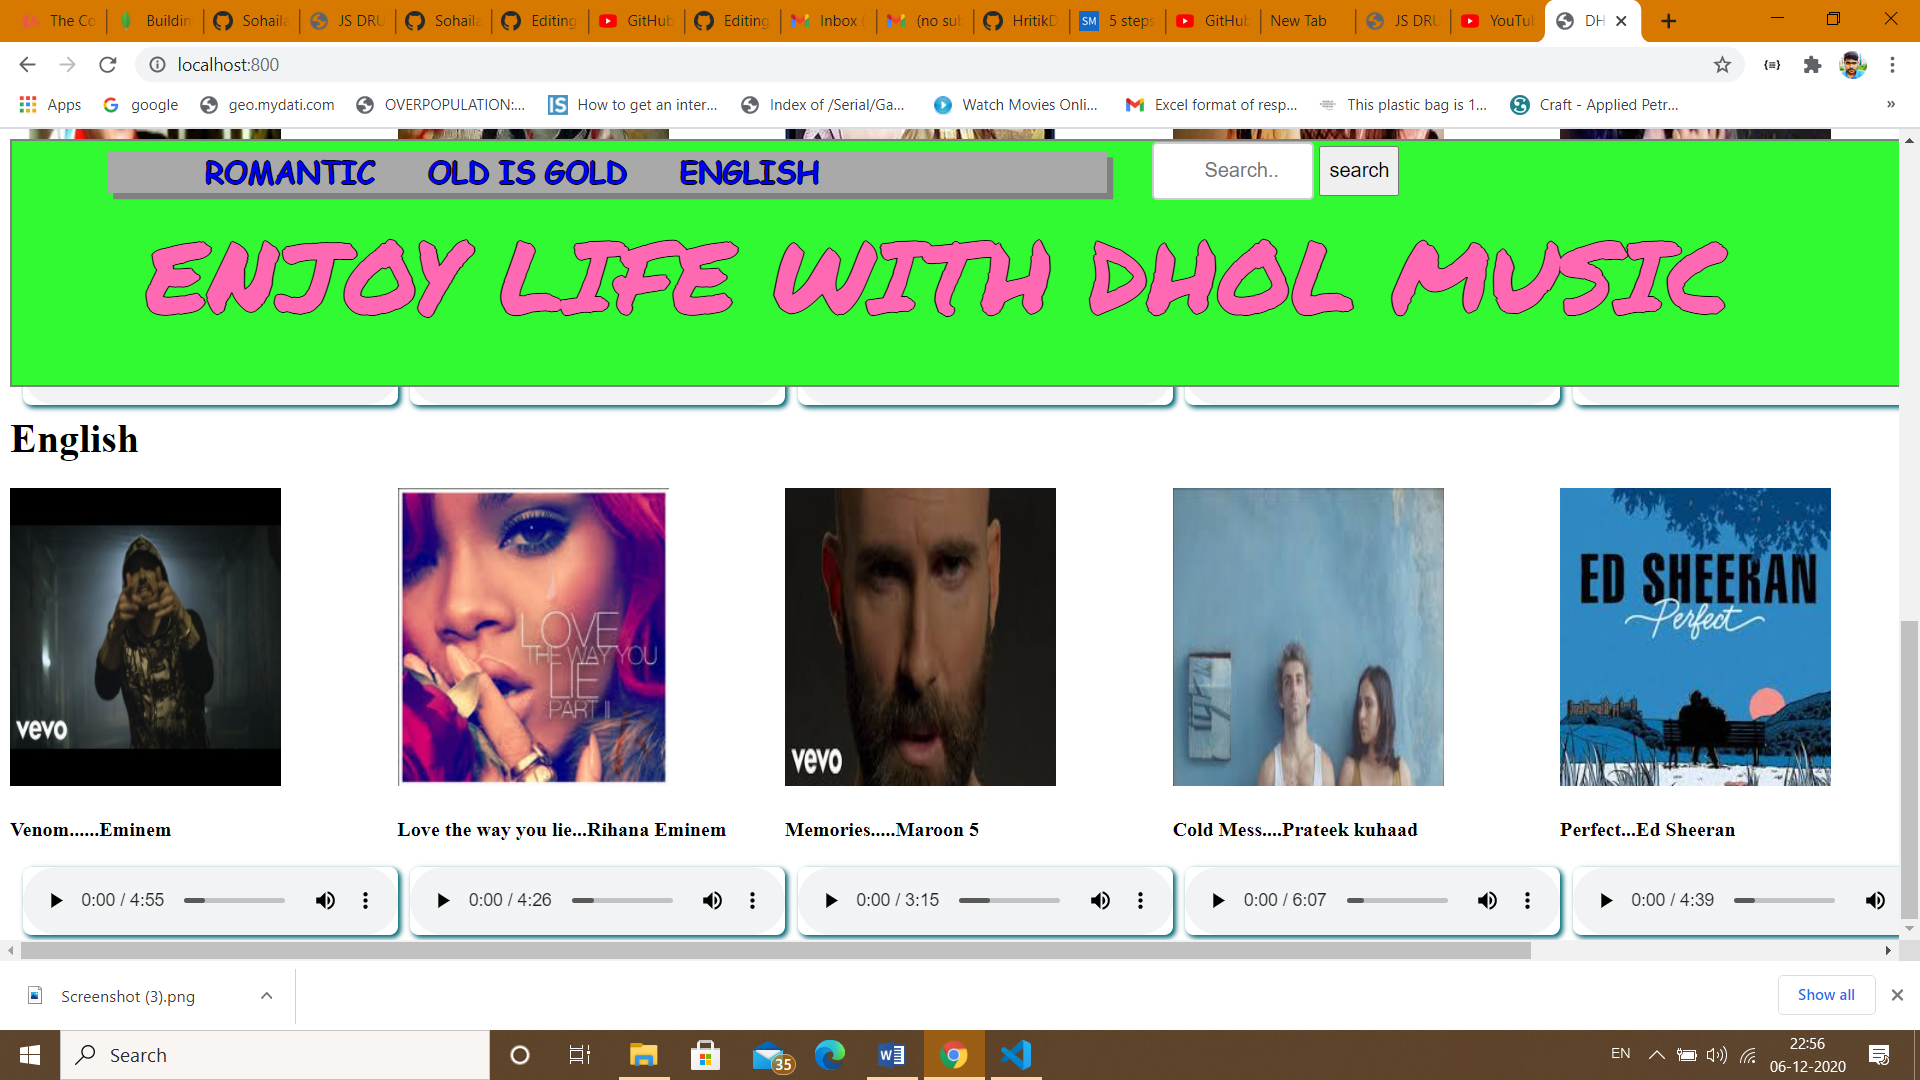 The Co Buildin Sohaila JS DRU Sohaila Editing GitHub Editing Inbox ( (no sub HritikD SM 5 steps GitHub New Tab JS DRU YouTub DH
localhost:800
Apps google geo.mydati.com OVERPOPULATION:... IS How to get an inter... Index of /Serial/Ga... Watch Movies Onli... Excel format of resp... This plastic bag is 1... Craft - Applied Petr... »
ROMANTIC OLD IS GOLD ENGLISH Search.. search
ENJOY LIFE WITH DHOL MUSIC
English
vevo
LOVE
THE WAY YOU
LIE
PART II
vevo
ED SHEERAN
Perfect
Venom......Eminem Love the way you lie...Rihana Eminem Memories.....Maroon 5 Cold Mess....Prateek kuhaad Perfect...Ed Sheeran
0:00 / 4:55 0:00 / 4:26 0:00 / 3:15 0:00 / 6:07 0:00 / 4:39
Screenshot (3).png Show all
Search 35 EN 22:56
06-12-2020